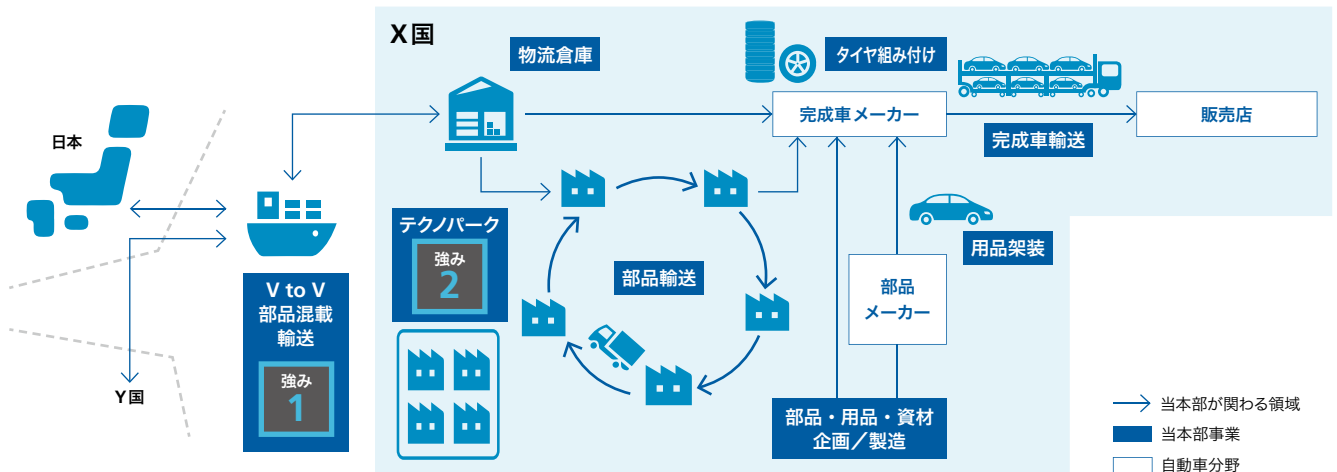 X国
物流倉庫
タイヤ組み付け
完成車メーカー
完成車輸送
販売店
日本
テクノパーク
強み
2
部品輸送
用品架装
部品
メーカー
V to V
部品混載
輸送
強み
1
Y国
部品・用品・資材
企画／製造
当本部が関わる領域
当本部事業
自動車分野